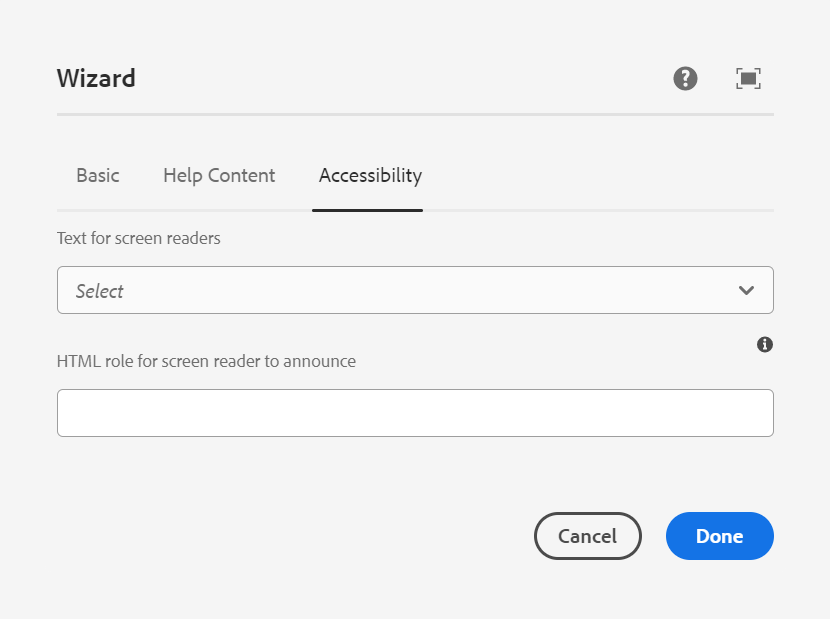 Wizard
Basic Help Content Accessibility
Text for screen readers
Select
HTML role for screen reader to announce
Cancel Done